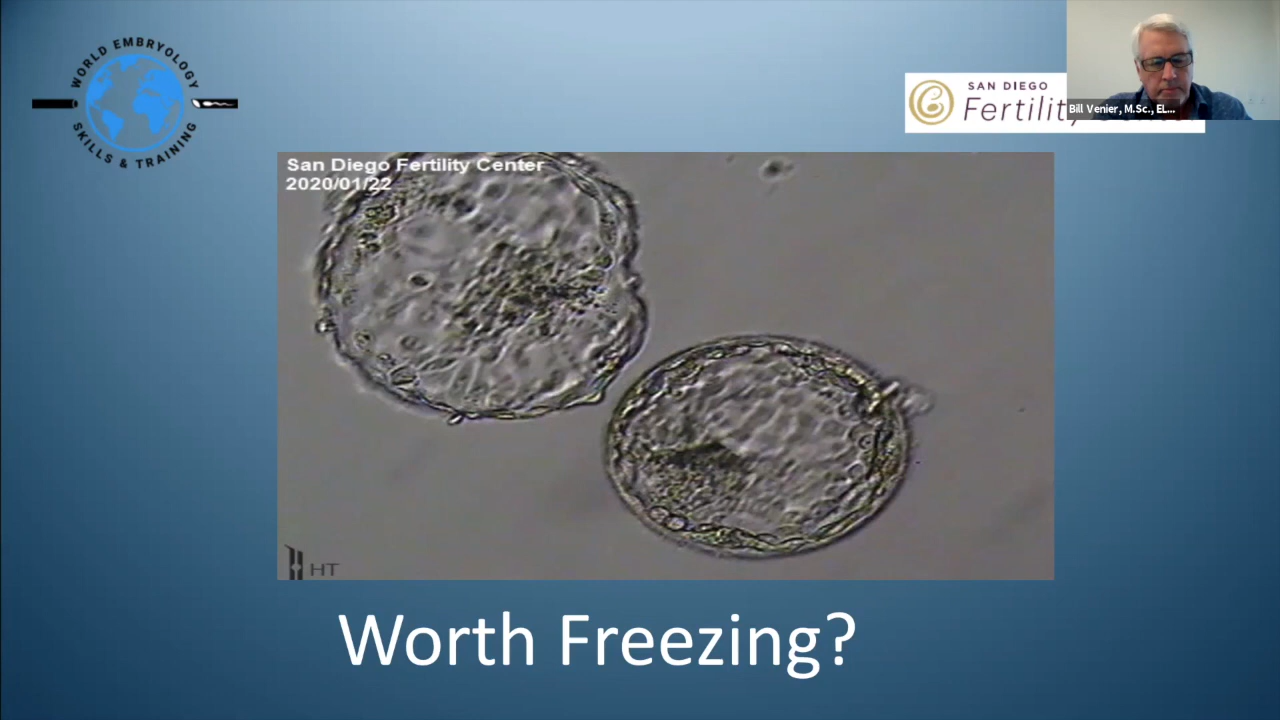 WORLD EMBRYOLOGY
SKILLS & TRAINING
SAN DIEGO
Fertility
Bill Venier, M.Sc., EL...
San Diego Fertility Center
2020/01/22
HT
Worth Freezing?